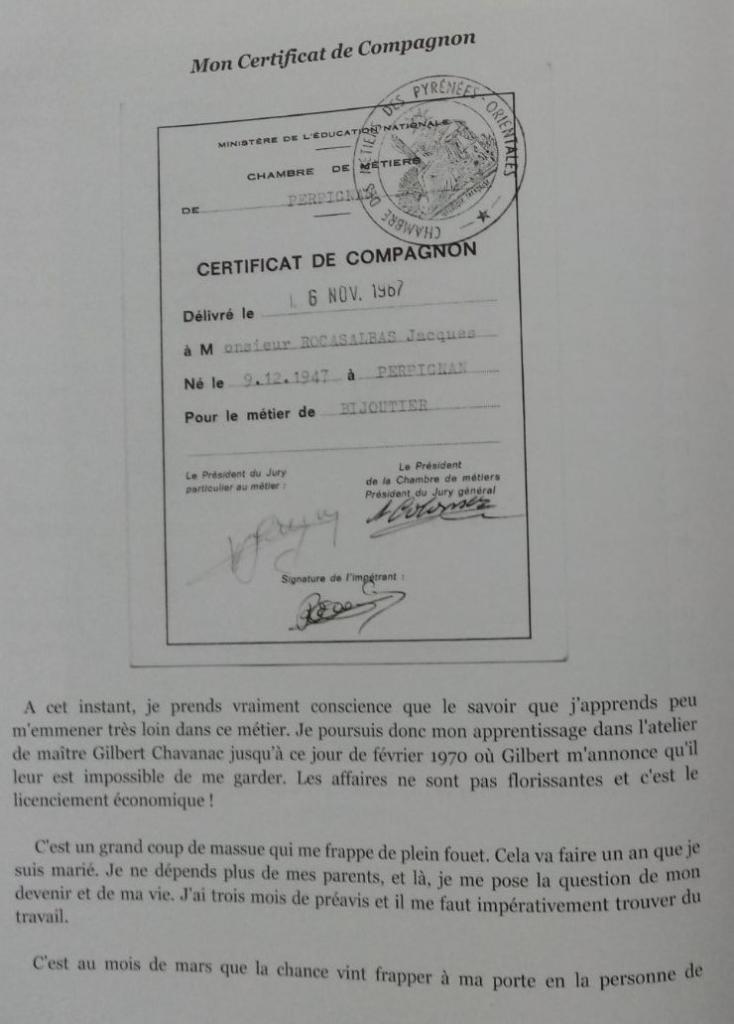 Mon Certificat de Compagnon
MINISTÈRE DE L'ÉDUCATION NATIONALE
CHAMBRE DE MÉTIERS
DE PERPIGNAN
CHAMBRE DES MÉTIERS DES PYRÉNÉES-ORIENTALES
CERTIFICAT DE COMPAGNON
Délivré le 6 NOV. 1967
à Monsieur ROCASALBAS Jacques
Né le 9.12.1947 à PERPIGNAN
Pour le métier de BIJOUTIER
Le Président du Jury
particulier au métier :
Le Président
de la Chambre de métiers
Président du Jury général
Signature de l'impétrant :
A cet instant, je prends vraiment conscience que le savoir que j'apprends peu
m'emmener très loin dans ce métier. Je poursuis donc mon apprentissage dans l'atelier
de maître Gilbert Chavanac jusqu'à ce jour de février 1970 où Gilbert m'annonce qu'il
leur est impossible de me garder. Les affaires ne sont pas florissantes et c'est le
licenciement économique !
C'est un grand coup de massue qui me frappe de plein fouet. Cela va faire un an que je
suis marié. Je ne dépends plus de mes parents, et là, je me pose la question de mon
devenir et de ma vie. J'ai trois mois de préavis et il me faut impérativement trouver du
travail.
C'est au mois de mars que la chance vint frapper à ma porte en la personne de